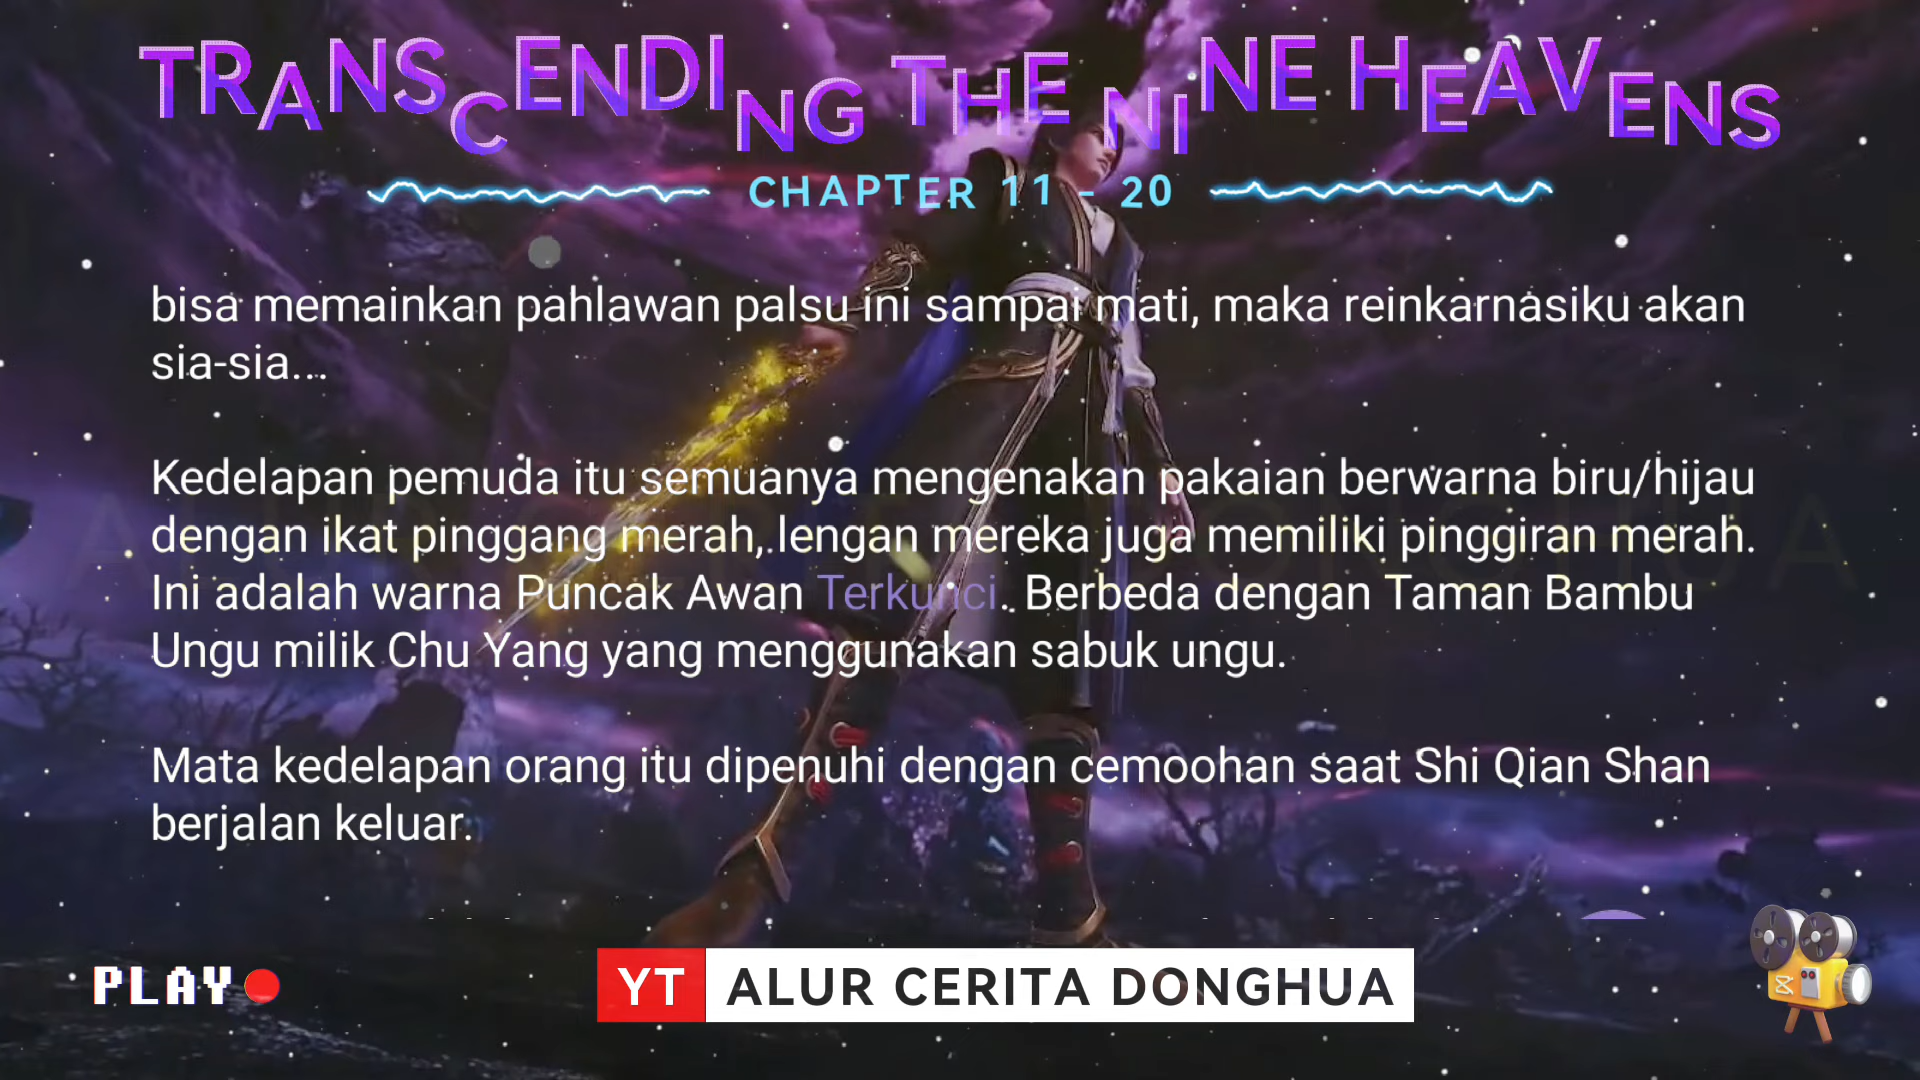 TRANSCENDING THE NINE HEAVENS
CHAPTER 11 - 20
bisa memainkan pahlawan palsu ini sampai mati, maka reinkarnasiku akan
sia-sia...
Kedelapan pemuda itu semuanya mengenakan pakaian berwarna biru/hijau
dengan ikat pinggang merah, lengan mereka juga memiliki pinggiran merah.
Ini adalah warna Puncak Awan Terkunci. Berbeda dengan Taman Bambu
Ungu milik Chu Yang yang menggunakan sabuk ungu.
Mata kedelapan orang itu dipenuhi dengan cemoohan saat Shi Qian Shan
berjalan keluar.
PLAY
YT ALUR CERITA DONGHUA